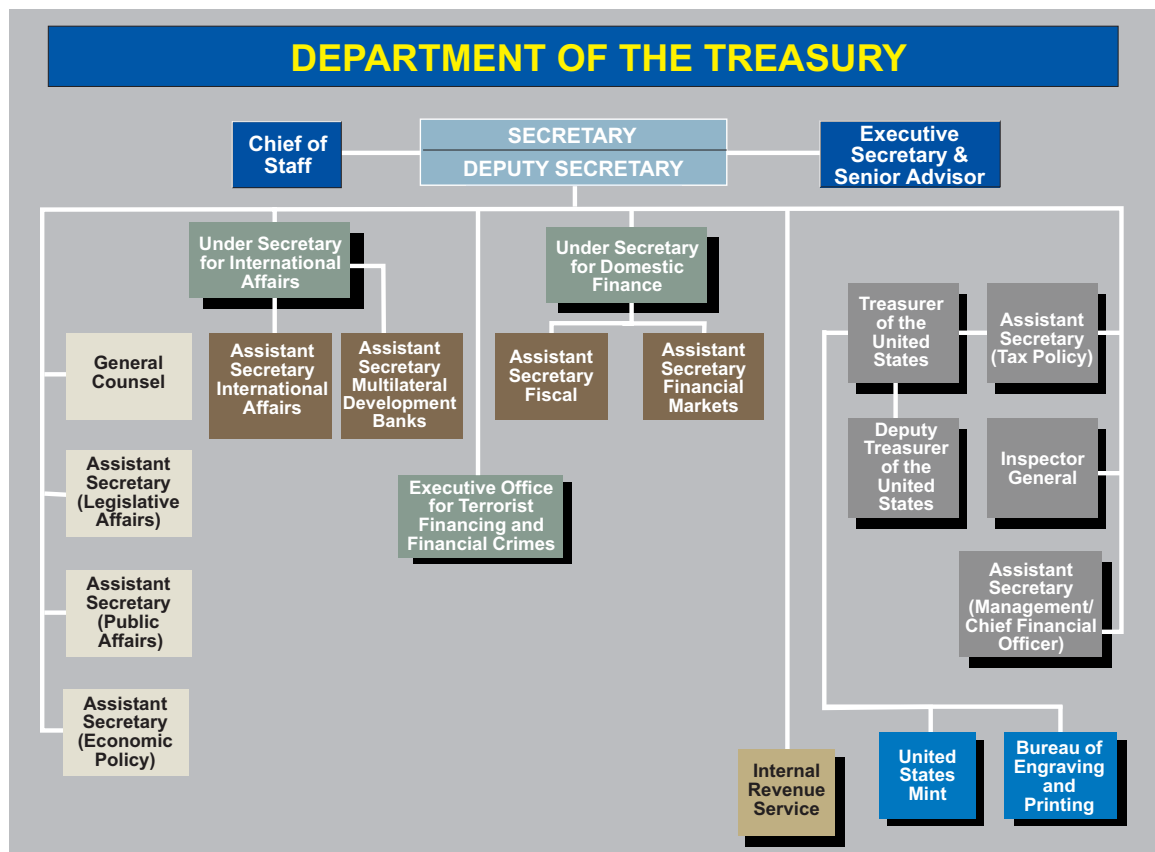 DEPARTMENT OF THE TREASURY
Chief of
Staff
SECRETARY
DEPUTY SECRETARY
Executive
Secretary &
Senior Advisor
Under Secretary
for International
Affairs
Under Secretary
for Domestic
Finance
General
Counsel
Assistant
Secretary
International
Affairs
Assistant
Secretary
Multilateral
Development
Banks
Assistant
Secretary
Fiscal
Assistant
Secretary
Financial
Markets
Treasurer
of the
United
States
Assistant
Secretary
(Tax Policy)
Assistant
Secretary
(Legislative
Affairs)
Executive Office
for Terrorist
Financing and
Financial Crimes
Deputy
Treasurer
of the
United
States
Inspector
General
Assistant
Secretary
(Public
Affairs)
Assistant
Secretary
(Management/
Chief Financial
Officer)
Assistant
Secretary
(Economic
Policy)
Internal
Revenue
Service
United
States
Mint
Bureau of
Engraving
and
Printing